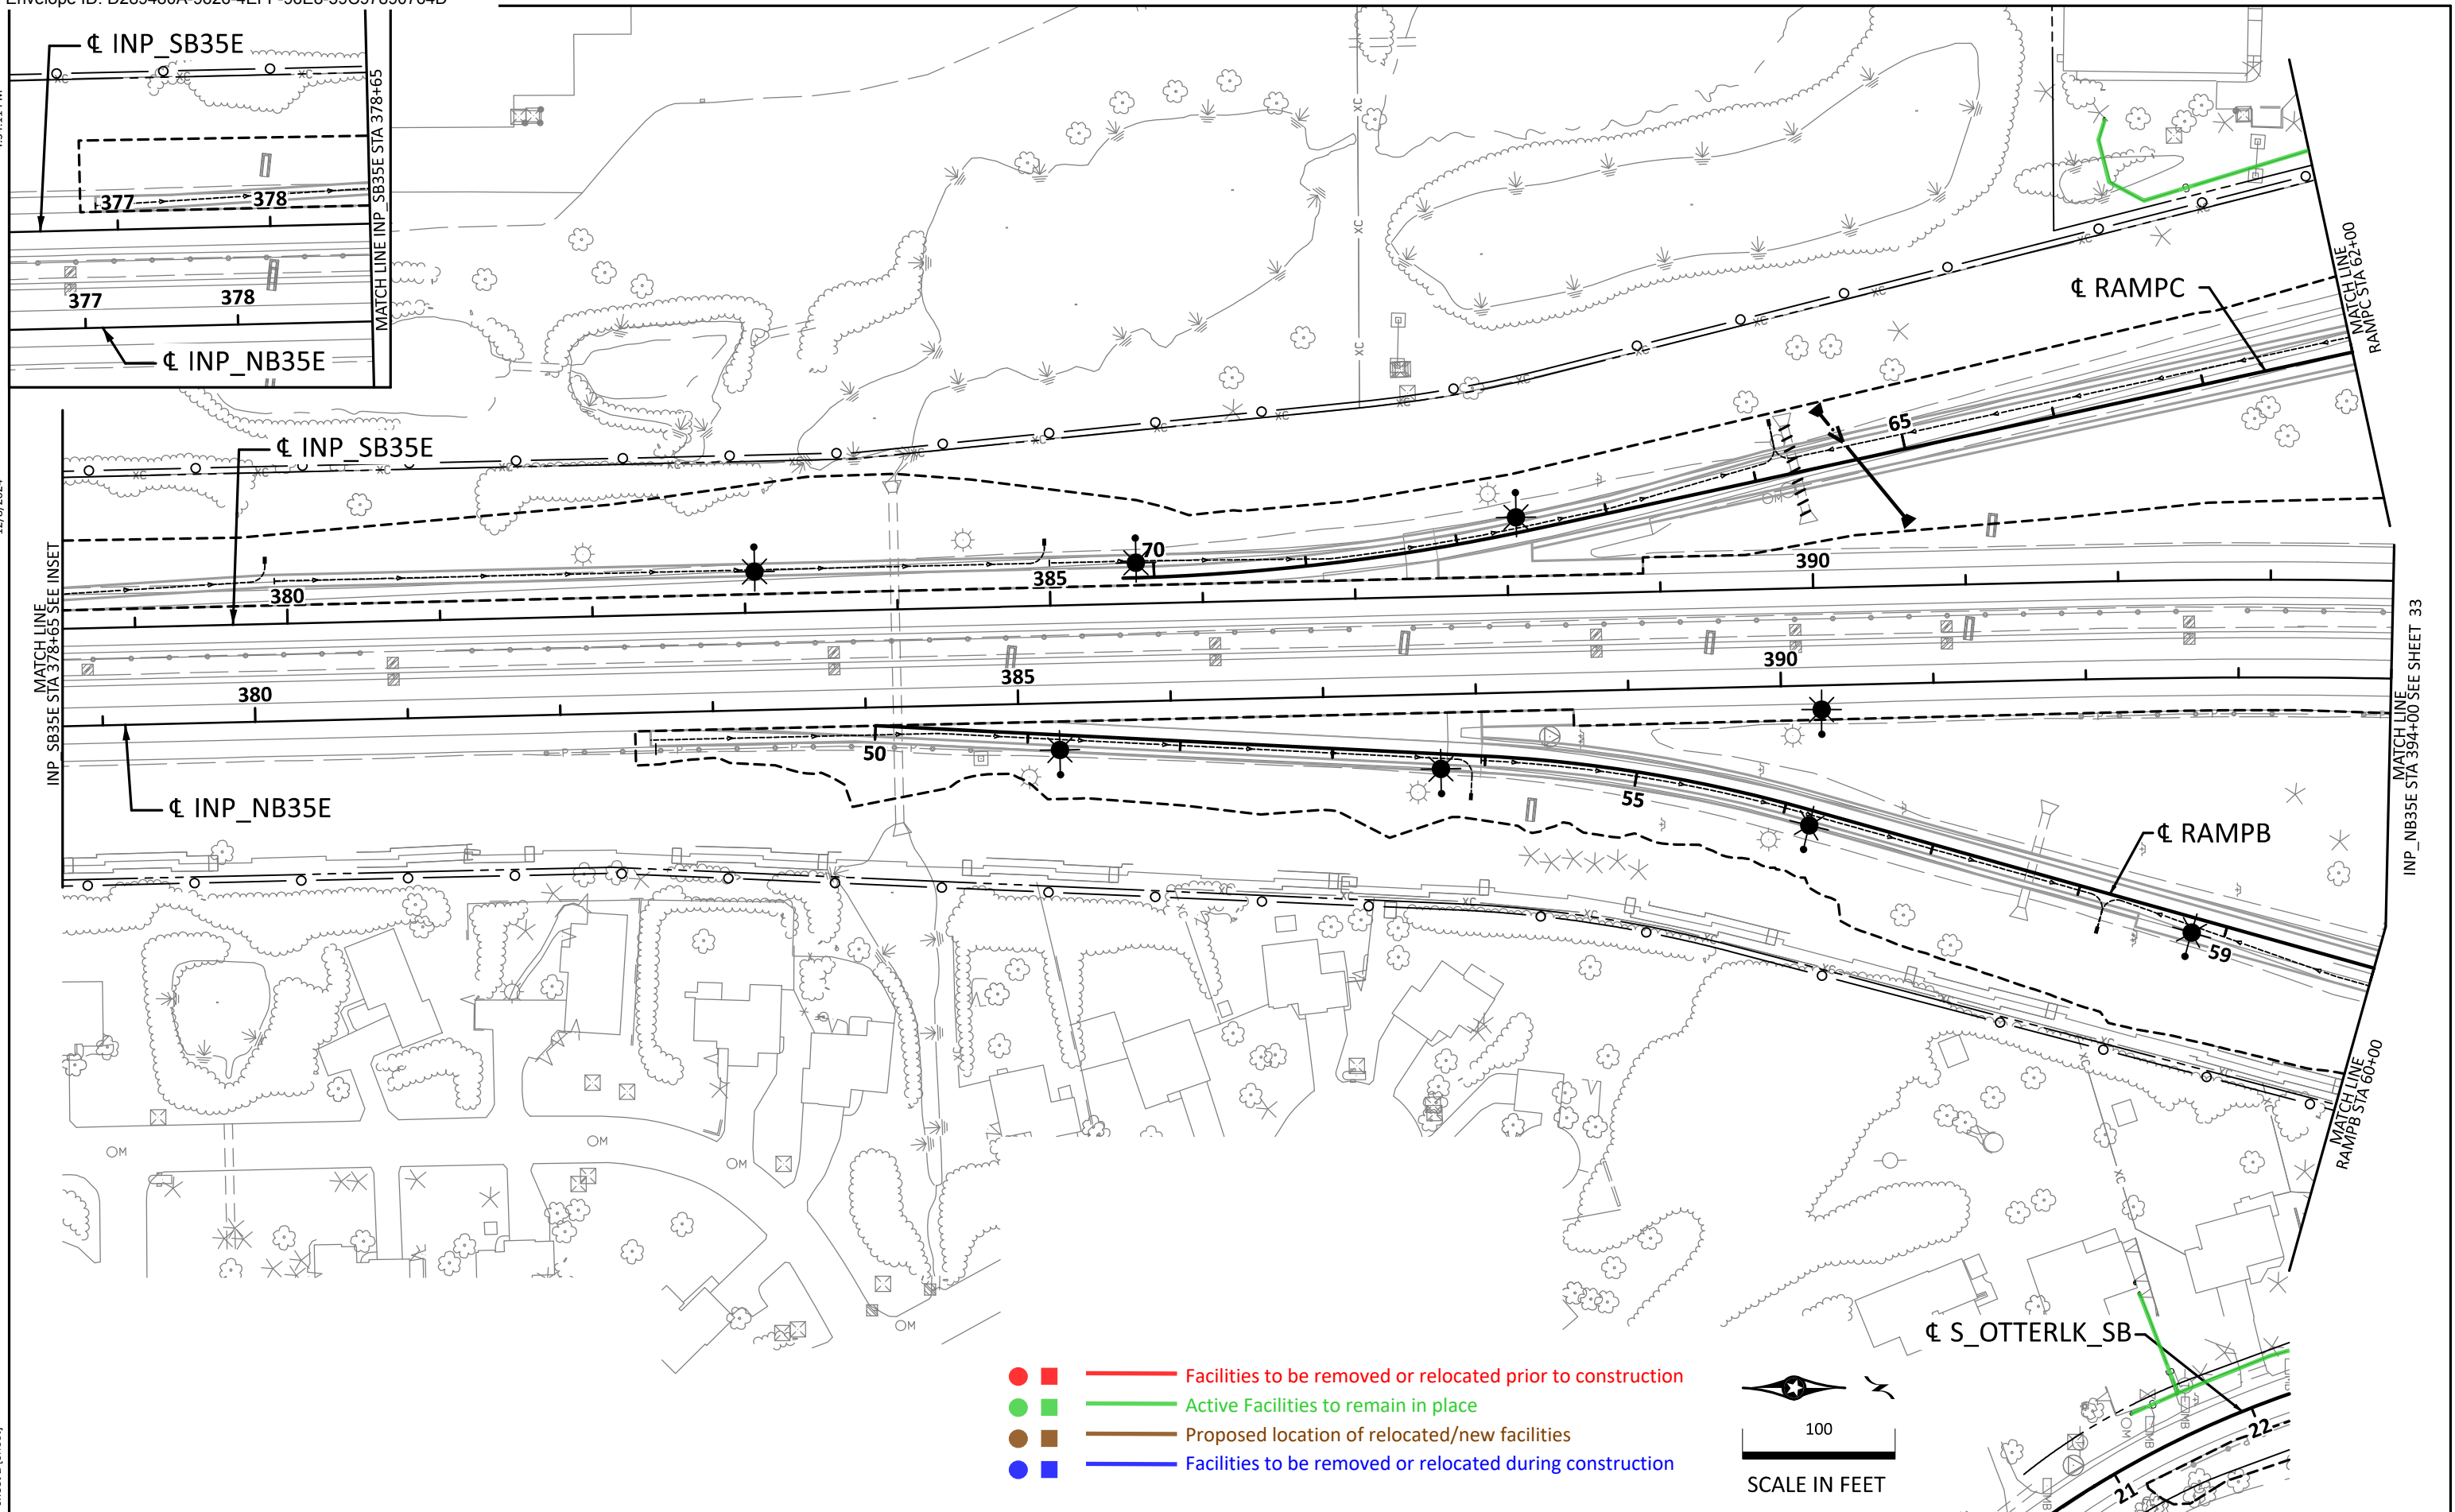 ℄ INP_SB35E
377
378
377
378
℄ INP_NB35E
MATCH LINE INP_SB35E STA 378+65
℄ INP_SB35E
MATCH LINE
INP_SB35E STA 378+65 SEE INSET
380
385
70
65
390
℄ RAMPC
MATCH LINE
RAMPC STA 62+00
380
385
390
50
55
59
℄ INP_NB35E
℄ RAMPB
MATCH LINE
INP_NB35E STA 394+00 SEE SHEET 33
MATCH LINE
RAMPB STA 60+00
℄ S_OTTERLK_SB
21
22
Facilities to be removed or relocated prior to construction
Active Facilities to remain in place
Proposed location of relocated/new facilities
Facilities to be removed or relocated during construction
100
SCALE IN FEET